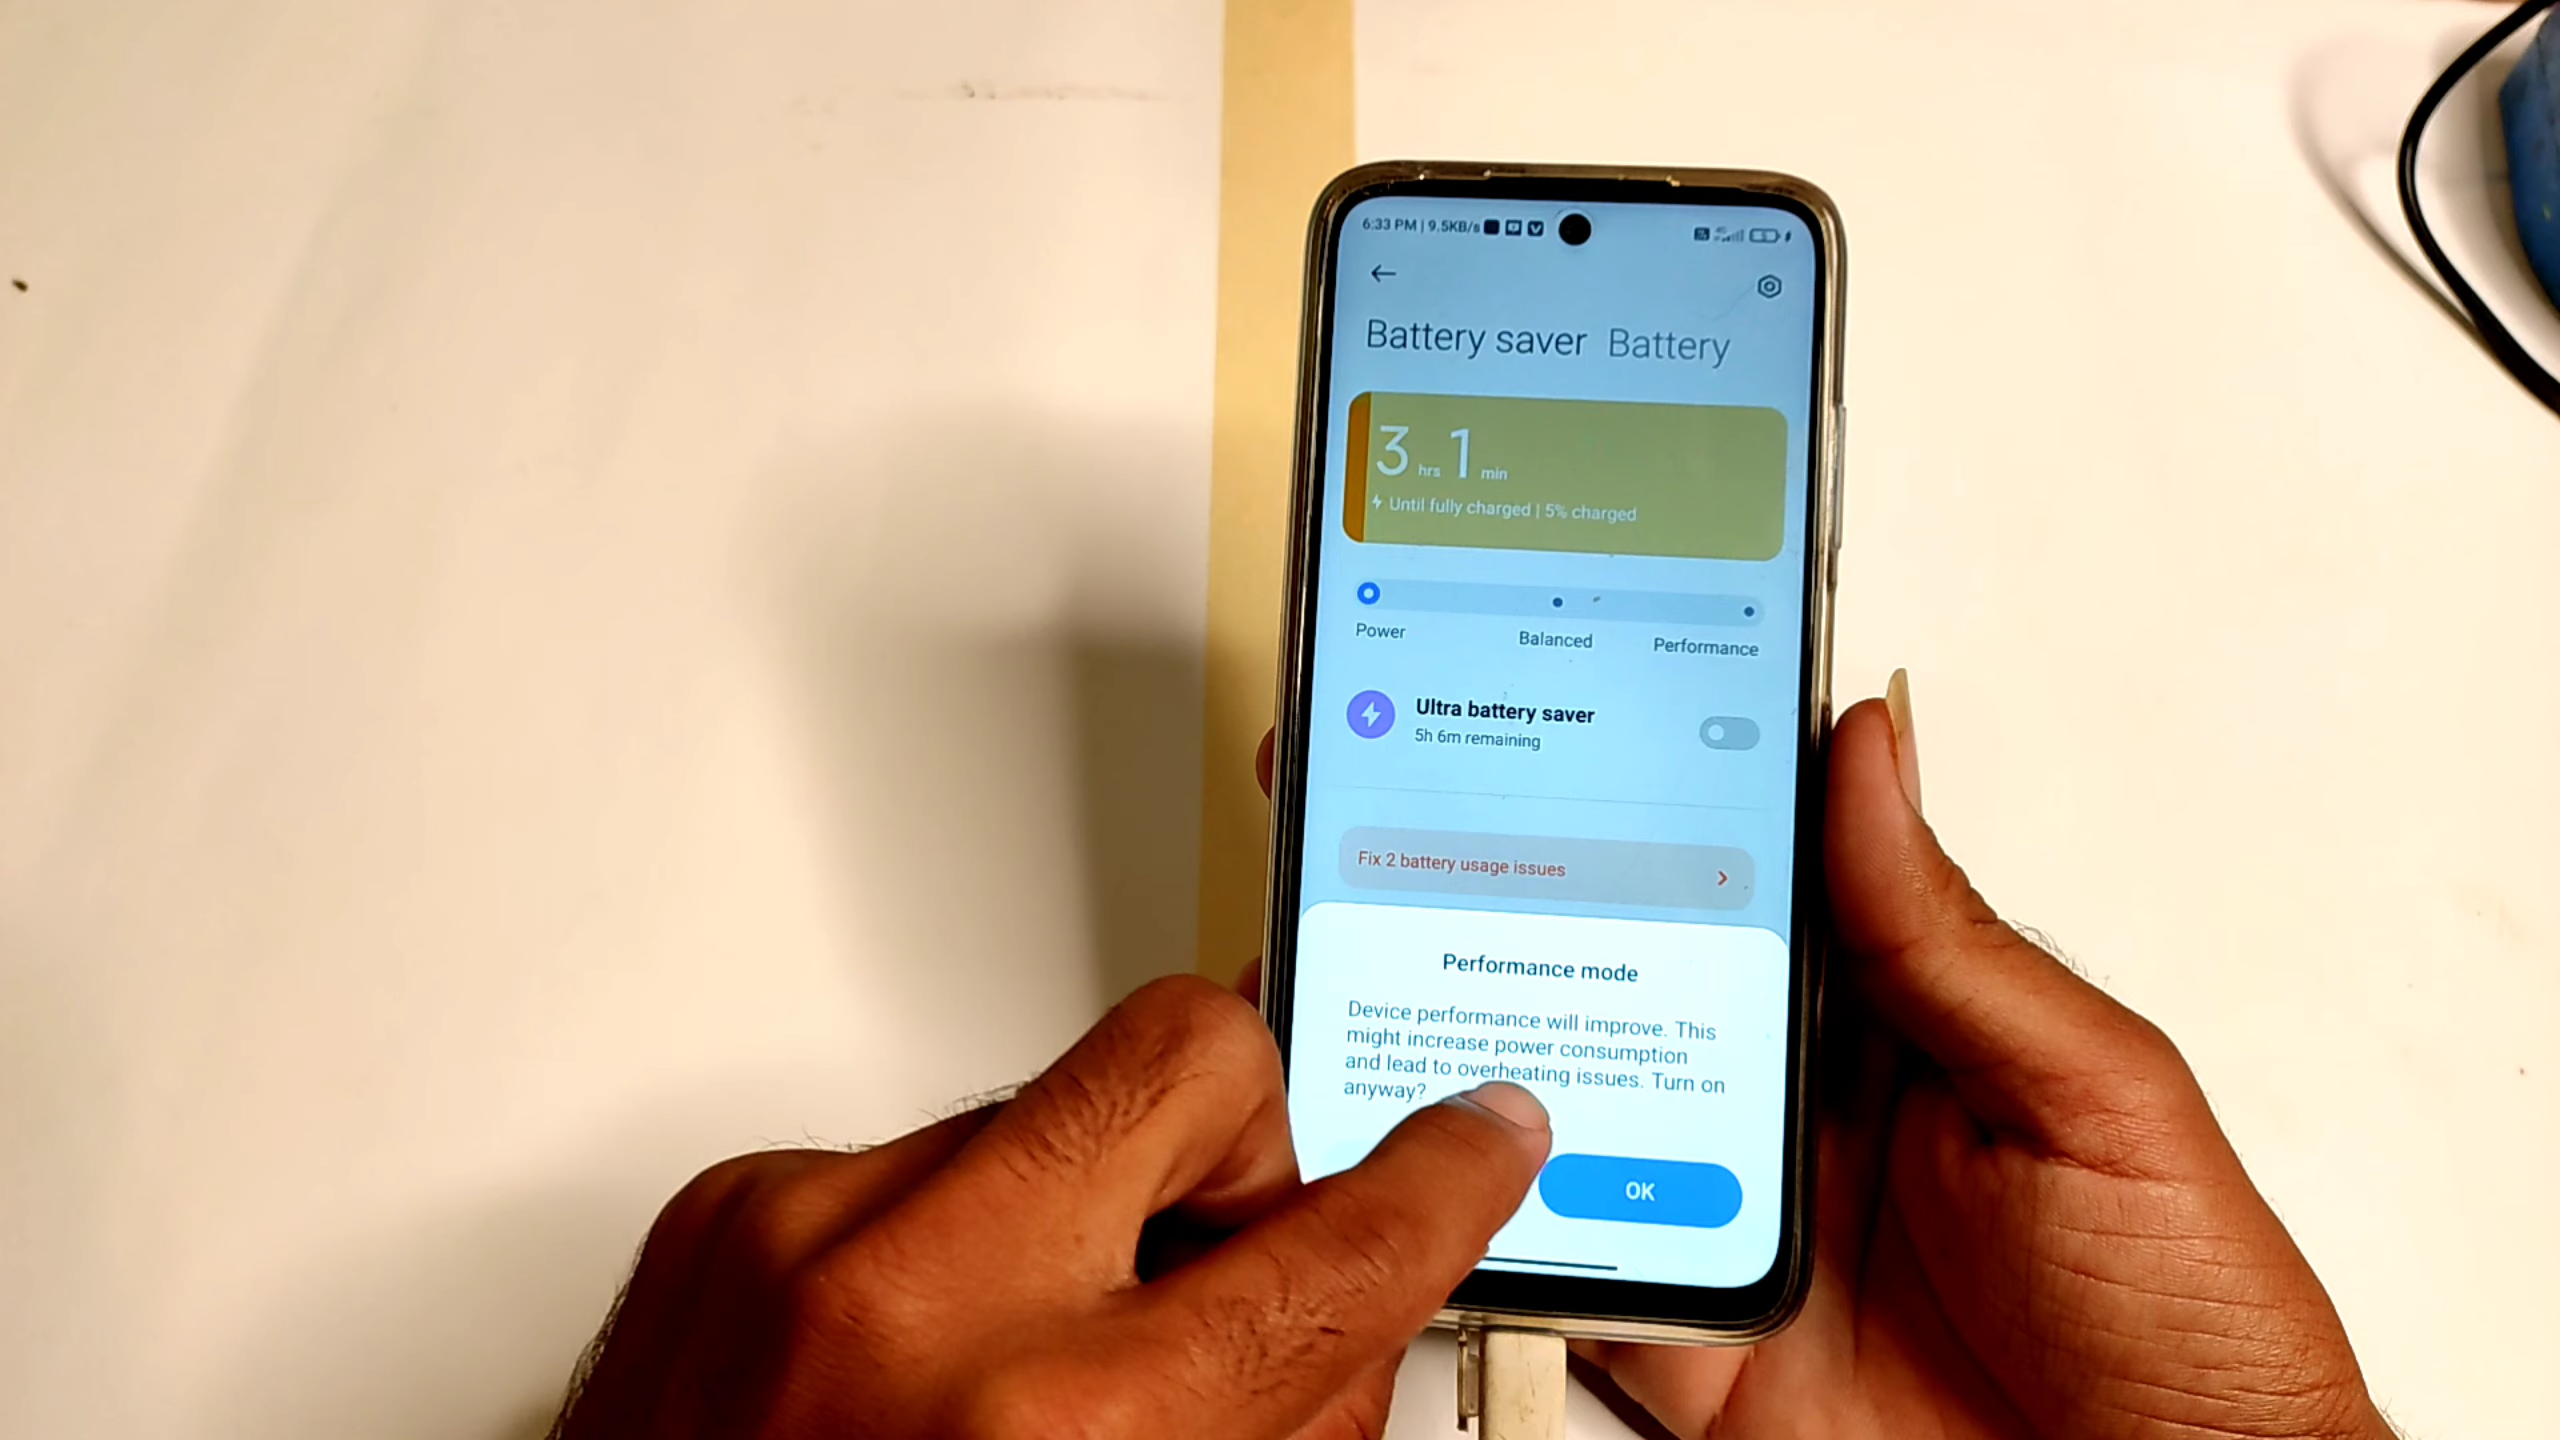 6:33 PM | 9.5KB/s
Battery saver Battery
3 hrs 1 min
Until fully charged | 5% charged
Power Balanced Performance
Ultra battery saver
5h 6m remaining
Fix 2 battery usage issues
Performance mode
Device performance will improve. This
might increase power consumption
and lead to overheating issues. Turn on
anyway?
OK